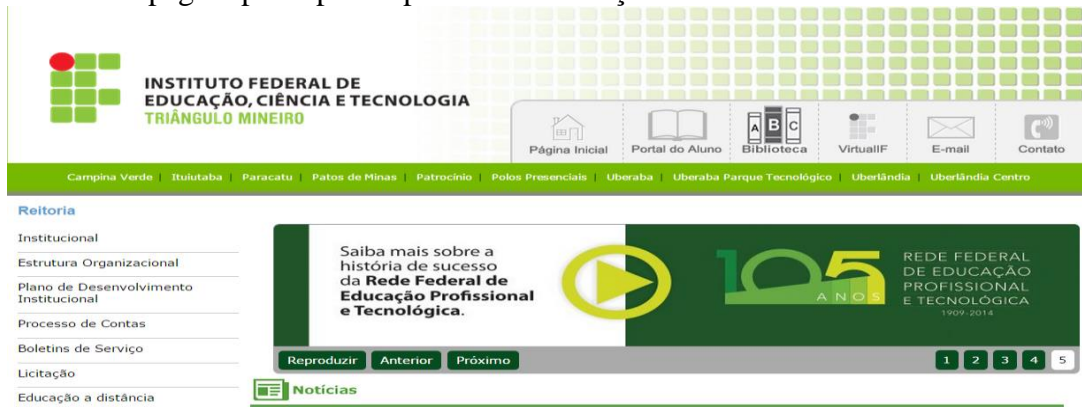 INSTITUTO FEDERAL DE
EDUCAÇÃO, CIÊNCIA E TECNOLOGIA
TRIÂNGULO MINEIRO
Página Inicial
Portal do Aluno
A B C
Biblioteca
VirtualIF
E-mail
Contato
Campina Verde | Ituiutaba | Paracatu | Patos de Minas | Patrocínio | Polos Presenciais | Uberaba | Uberaba Parque Tecnológico | Uberlândia | Uberlândia Centro
Reitoria
Institucional
Estrutura Organizacional
Plano de Desenvolvimento
Institucional
Processo de Contas
Boletins de Serviço
Licitação
Educação a distância
Saiba mais sobre a
história de sucesso
da Rede Federal de
Educação Profissional
e Tecnológica.
105
ANOS
REDE FEDERAL
DE EDUCAÇÃO
PROFISSIONAL
E TECNOLÓGICA
1909-2014
Reproduzir Anterior Próximo 1 2 3 4 5
Notícias